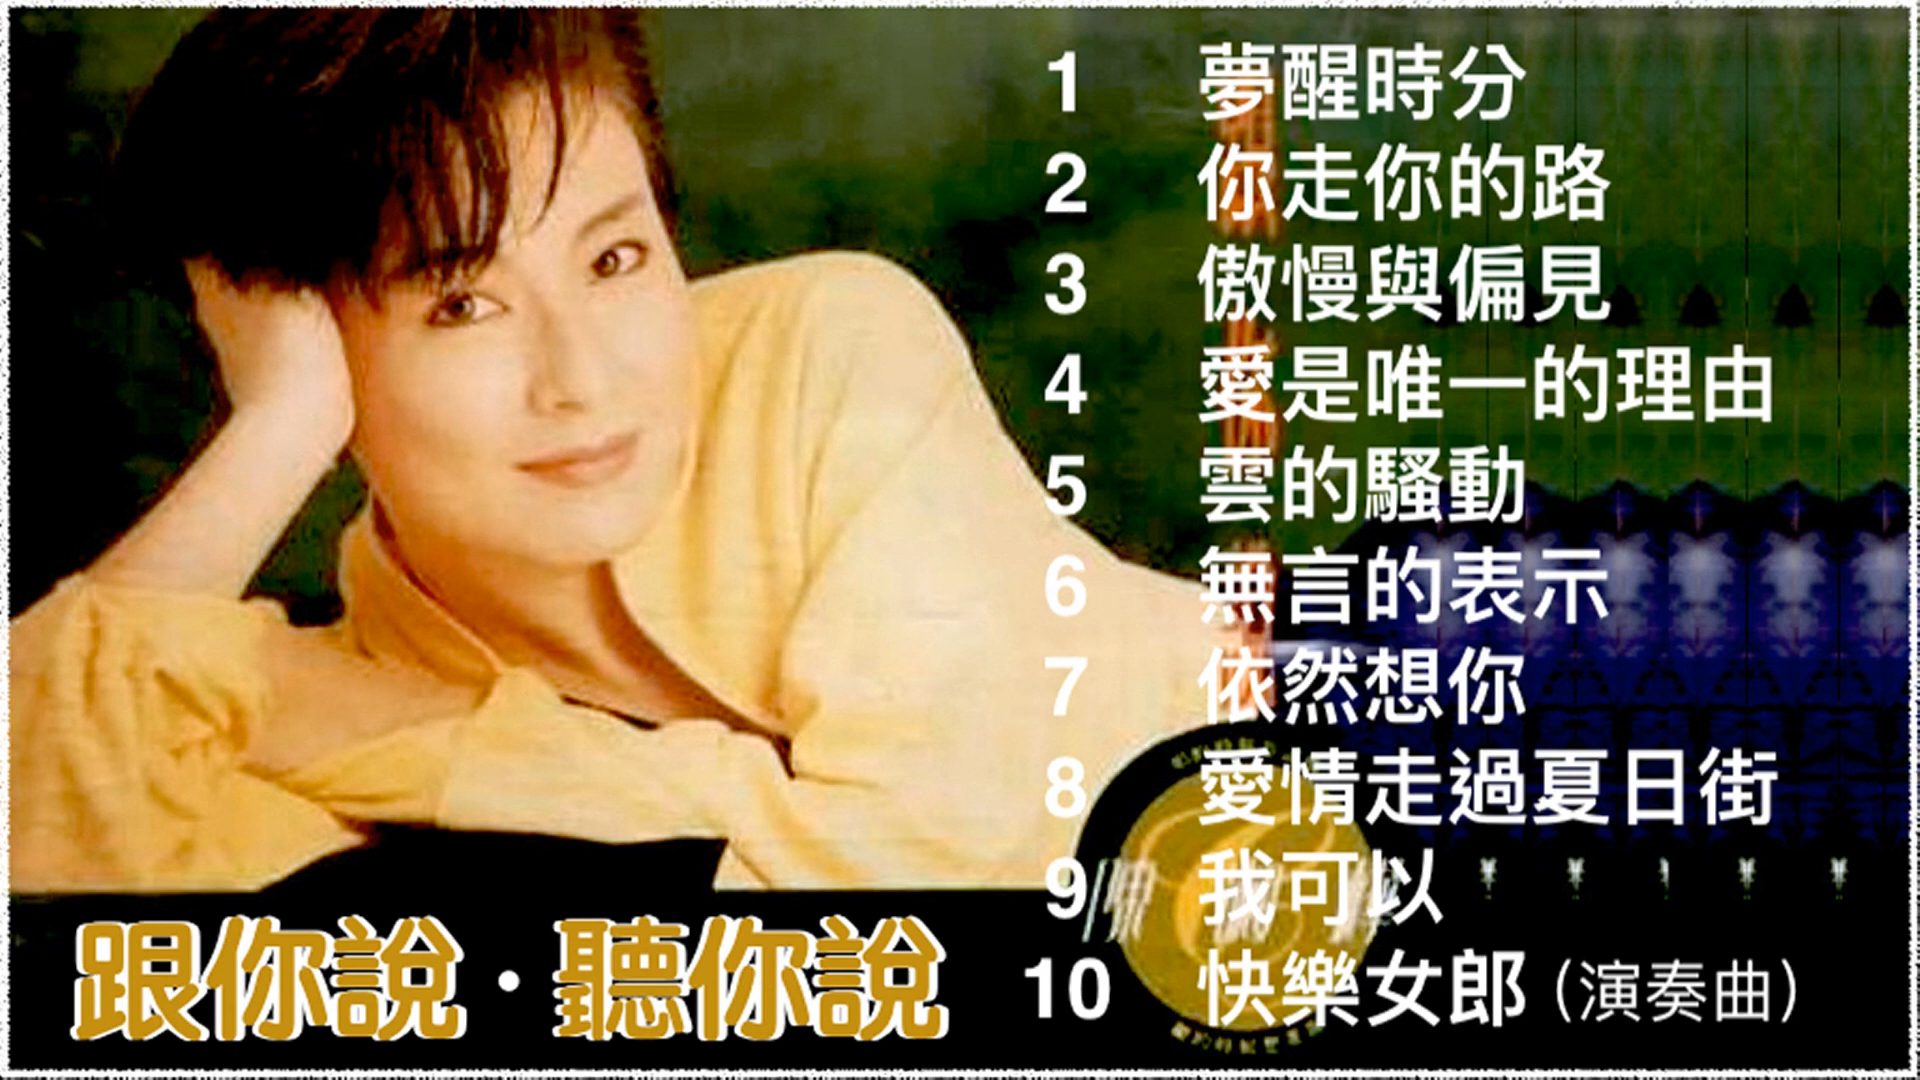 1 夢醒時分
2 你走你的路
3 傲慢與偏見
4 愛是唯一的理由
5 雲的騷動
6 無言的表示
7 依然想你
8 愛情走過夏日街
9 我可以
10 快樂女郎（演奏曲）
跟你說·聽你說